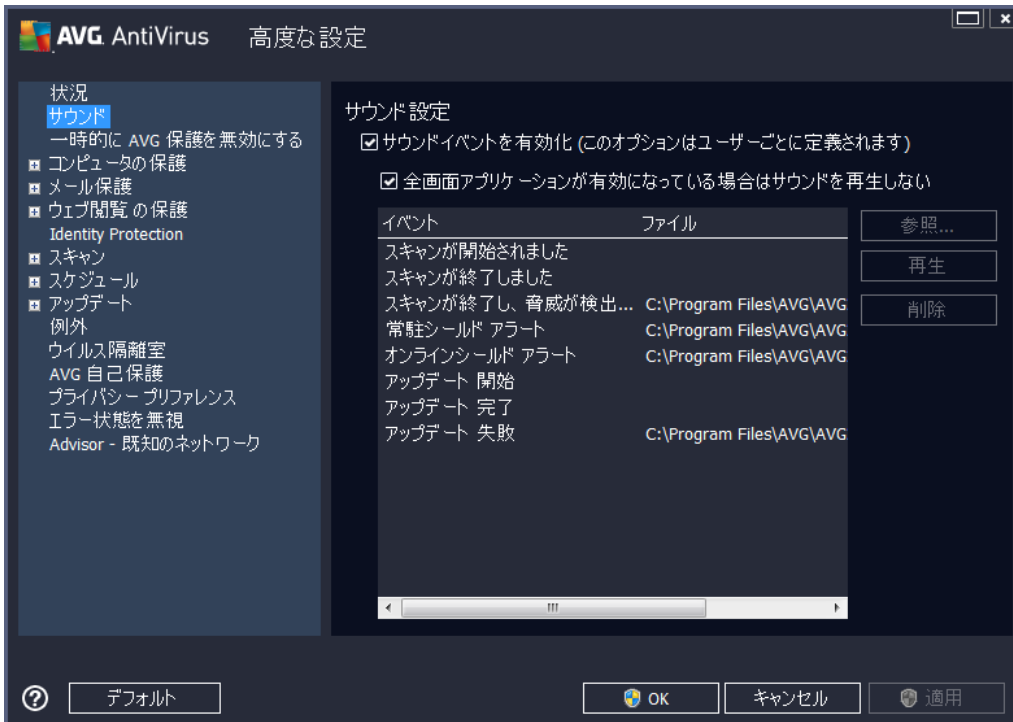 AVG. AntiVirus 高度な設定
状況
サウンド
一時的に AVG 保護を無効にする
コンピュータの保護
メール保護
ウェブ閲覧 の保護
Identity Protection
スキャン
スケジュール
アップデート
例外
ウイルス隔離室
AVG 自己保護
プライバシー プリファレンス
エラー状態を無視
Advisor - 既知のネットワーク
サウンド設定
サウンドイベントを有効化 (このオプションはユーザーごとに定義されます)
全画面アプリケーションが有効になっている場合はサウンドを再生しない
イベント ファイル
スキャンが開始されました
スキャンが終了しました
スキャンが終了し、脅威が検出... C:\Program Files\AVG\AVG
常駐シールド アラート C:\Program Files\AVG\AVG
オンラインシールド アラート C:\Program Files\AVG\AVG
アップデート 開始
アップデート 完了
アップデート 失敗 C:\Program Files\AVG\AVG
参照...
再生
削除
デフォルト OK キャンセル 適用